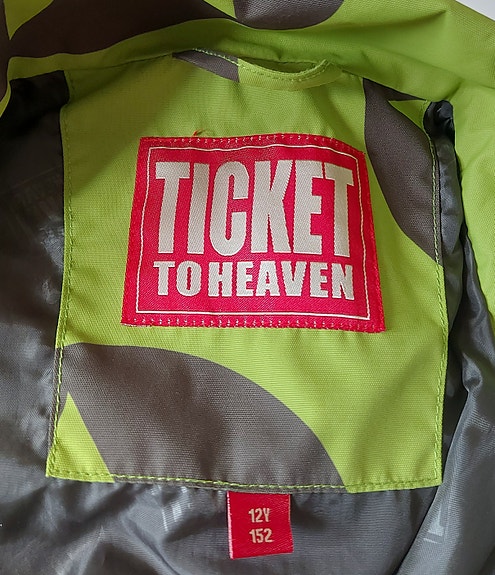 TICKET
TO HEAVEN
12Y
152